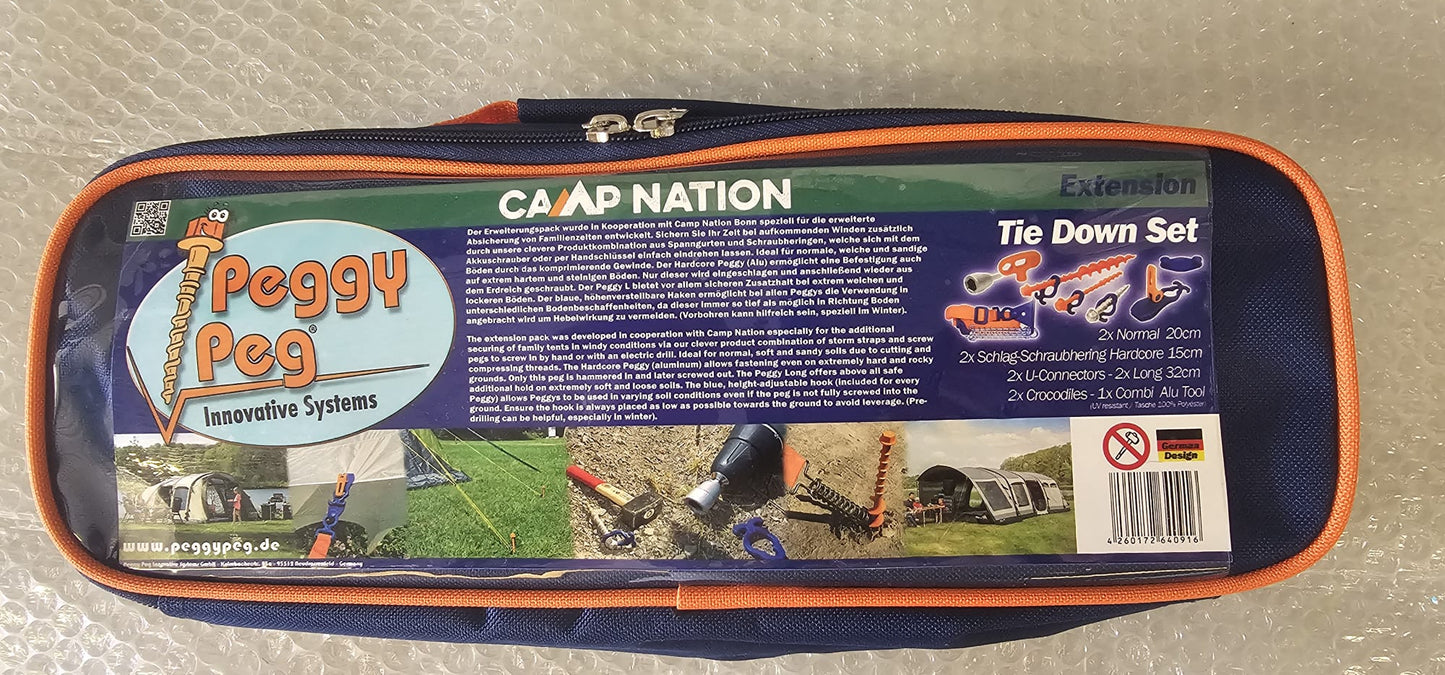 CAMP NATION
Extension
Tie Down Set
Peggy
Peg®
Innovative Systems
Der Erweiterungspack wurde in Kooperation mit Camp Nation Bonn speziell für die erweiterte
Absicherung von Familienzelten entwickelt. Sichern Sie Ihr Zelt bei aufkommenden Winden zusätzlich
durch unsere clevere Produktkombination aus Spanngurten und Schraubheringen, welche sich mit dem
Akkuschrauber oder per Handschlüssel einfach eindrehen lassen. Ideal für normale, weiche und sandige
Böden durch das komprimierende Gewinde. Der Hardcore Peggy (Alu) ermöglicht eine Befestigung auch
auf extrem hartem und steinigen Böden. Nur dieser wird eingeschlagen und anschließend wieder aus
dem Erdreich geschraubt. Der Peggy L bietet vor allem sicheren Zusatzhalt bei extrem weichen und
lockeren Böden. Der blaue, höhenverstellbare Haken ermöglicht bei allen Peggys die Verwendung in
unterschiedlichen Bodenbeschaffenheiten, da dieser immer so tief als möglich in Richtung Boden
angebracht wird um Hebelwirkung zu vermeiden. (Vorbohren kann hilfreich sein, speziell im Winter).
The extension pack was developed in cooperation with Camp Nation especially for the additional
securing of family tents in windy conditions via our clever product combination of storm straps and screw
pegs to screw in by hand or with an electric drill. Ideal for normal, soft and sandy soils due to cutting and
compressing threads. The Hardcore Peggy (aluminum) allows fastening even on extremely hard and rocky
grounds. Only this peg is hammered in and later screwed out. The Peggy Long offers above all safe
additional hold on extremely soft and loose soils. The blue, height-adjustable hook (included for every
Peggy) allows Peggys to be used in varying soil conditions even if the peg is not fully screwed into the
ground. Ensure the hook is always placed as low as possible towards the ground to avoid leverage. (Pre-
drilling can be helpful, especially in winter).
2x Normal 20cm
2x Schlag-Schraubhering Hardcore 15cm
2x U-Connectors - 2x Long 32cm
2x Crocodiles - 1x Combi Alu Tool
(UV resistant / Tasche 100% Polyester)
German
Design
4 260172 640916
www.peggypeg.de